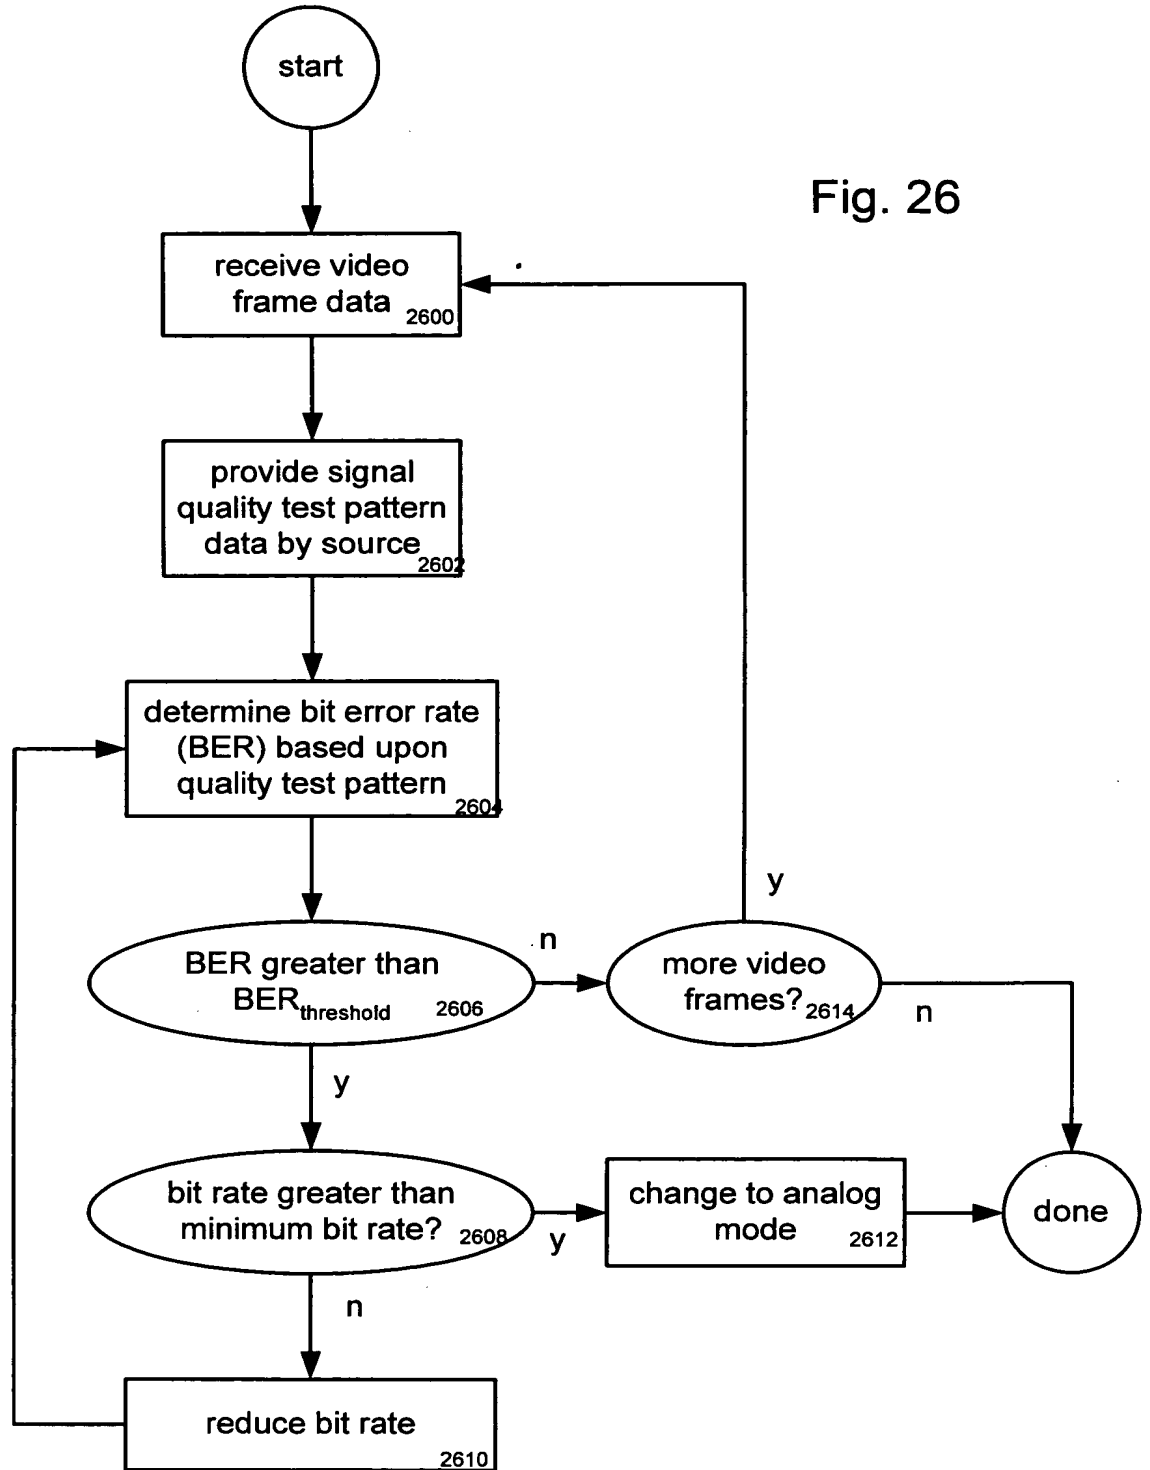 start
Fig. 26
receive video
frame data
2600
provide signal
quality test pattern
data by source
2602
determine bit error rate
(BER) based upon
quality test pattern
2604
y
n
BER greater than
BERthreshold
2606
more video
frames?
2614
n
y
bit rate greater than
minimum bit rate?
2608
y
change to analog
mode
2612
done
n
reduce bit rate
2610